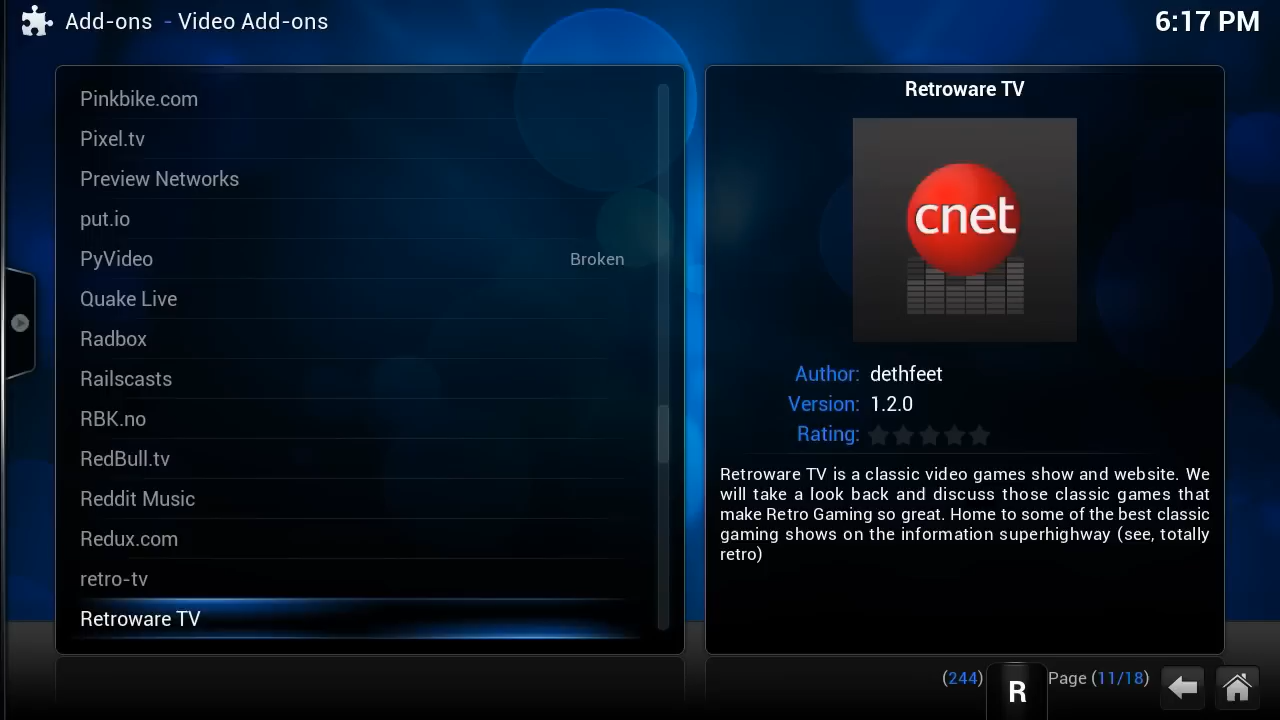 Add-ons - Video Add-ons
6:17 PM
Pinkbike.com
Pixel.tv
Preview Networks
put.io
PyVideo Broken
Quake Live
Radbox
Railscasts
RBK.no
RedBull.tv
Reddit Music
Redux.com
retro-tv
Retroware TV
Retroware TV
cnet
Author: dethfeet
Version: 1.2.0
Rating:
Retroware TV is a classic video games show and website. We
will take a look back and discuss those classic games that
make Retro Gaming so great. Home to some of the best classic
gaming shows on the information superhighway (see, totally
retro)
(244) R Page (11/18)